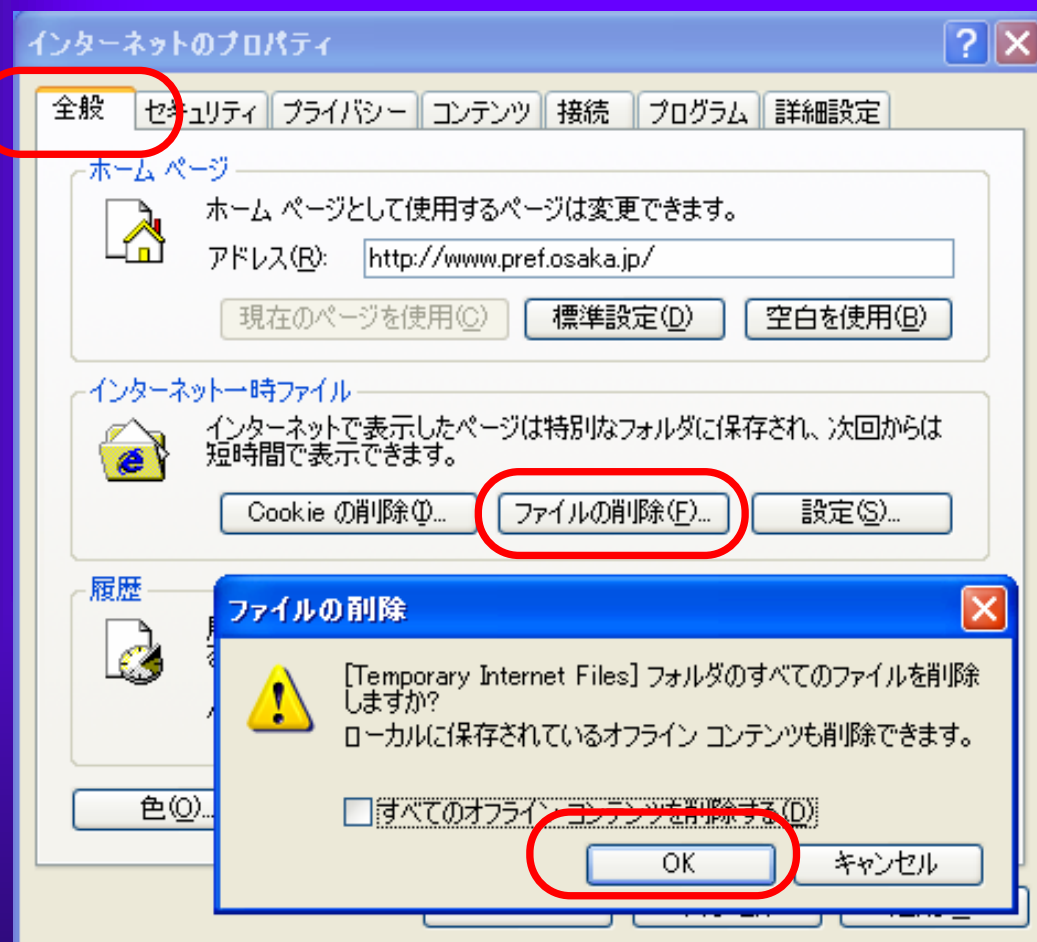 インターネットのプロパティ
全般 セキュリティ プライバシー コンテンツ 接続 プログラム 詳細設定
ホーム ページ
ホーム ページとして使用するページは変更できます。
アドレス(R): http://www.pref.osaka.jp/
現在のページを使用(C) 標準設定(D) 空白を使用(B)
インターネット一時ファイル
インターネットで表示したページは特別なフォルダに保存され、次回からは
短時間で表示できます。
Cookie の削除(I)... ファイルの削除(F)... 設定(S)...
履歴
ファイルの削除
[Temporary Internet Files] フォルダのすべてのファイルを削除
しますか?
ローカルに保存されているオフライン コンテンツも削除できます。
すべてのオフライン コンテンツを削除する(D)
色(O)...
OK キャンセル